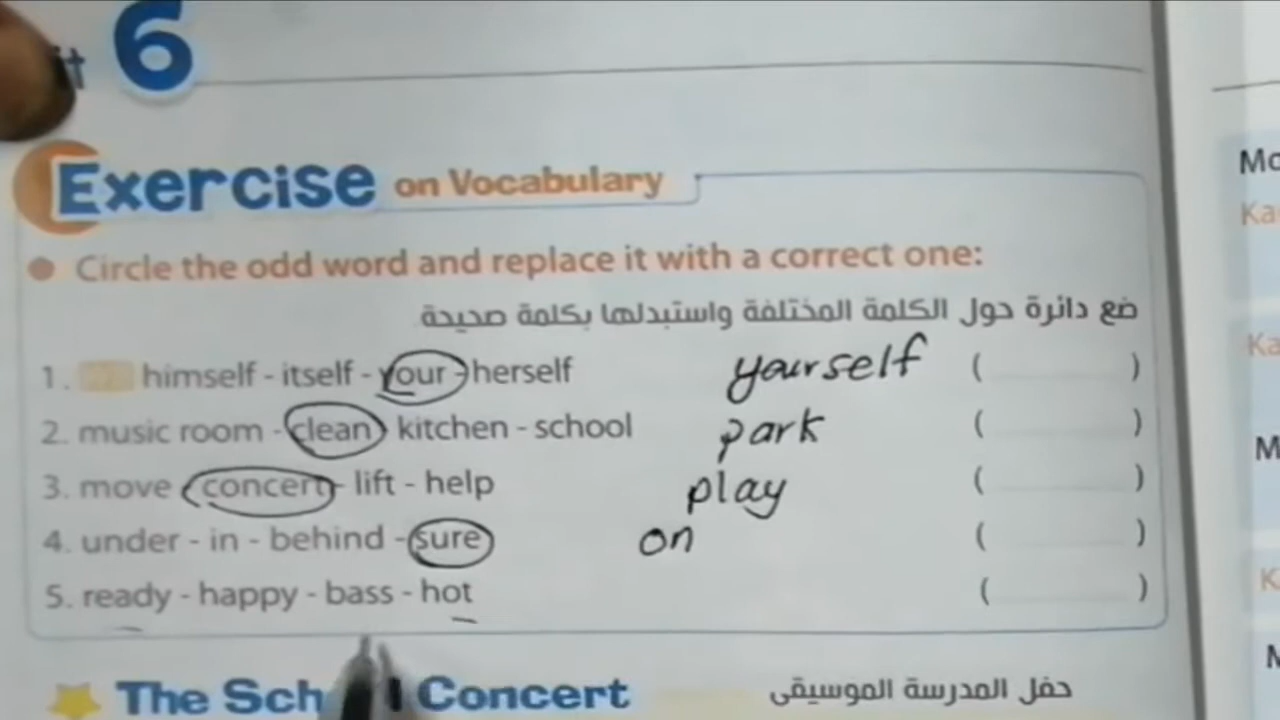 it 6
Exercise on Vocabulary
Circle the odd word and replace it with a correct one:
ضع دائرة حول الكلمة المختلفة واستبدلها بكلمة صحيحة
1. himself - itself - your - herself yourself ( )
2. music room - clean - kitchen - school park ( )
3. move - concert - lift - help play ( )
4. under - in - behind - sure on ( )
5. ready - happy - bass - hot ( )
The Concert
حفل المدرسة الموسيقى